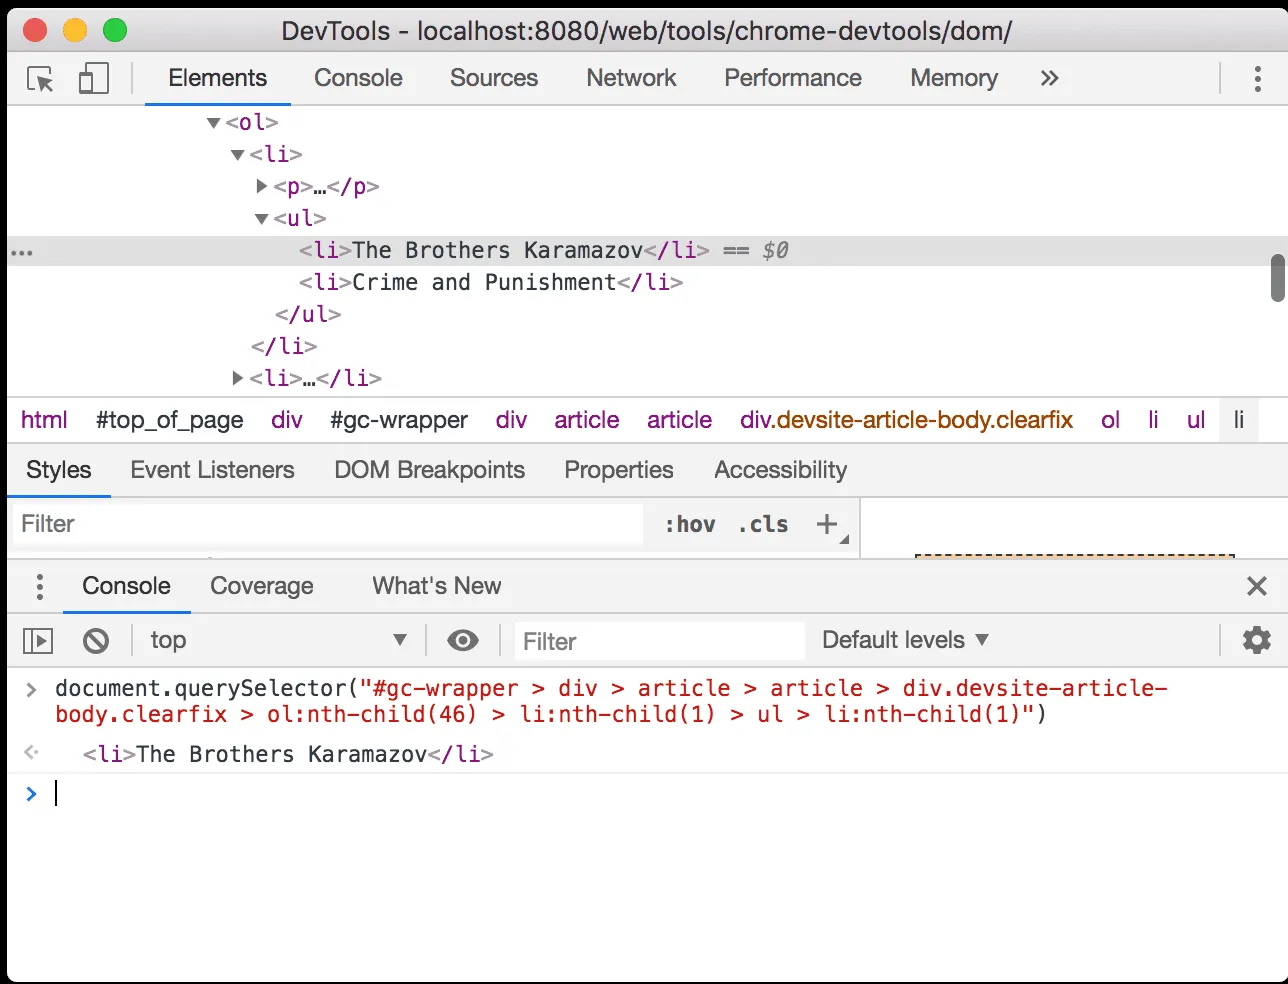 DevTools - localhost:8080/web/tools/chrome-devtools/dom/
Elements Console Sources Network Performance Memory »
▼<ol>
▼<li>
▶<p>…</p>
▼<ul>
… <li>The Brothers Karamazov</li> == $0
<li>Crime and Punishment</li>
</ul>
</li>
▶<li>…</li>
html #top_of_page div #gc-wrapper div article article div.devsite-article-body.clearfix ol li ul li
Styles Event Listeners DOM Breakpoints Properties Accessibility
Filter :hov .cls +
Console Coverage What's New
top ▼ Filter Default levels ▼
> document.querySelector("#gc-wrapper > div > article > article > div.devsite-article-
body.clearfix > ol:nth-child(46) > li:nth-child(1) > ul > li:nth-child(1)")
<li>The Brothers Karamazov</li>
>